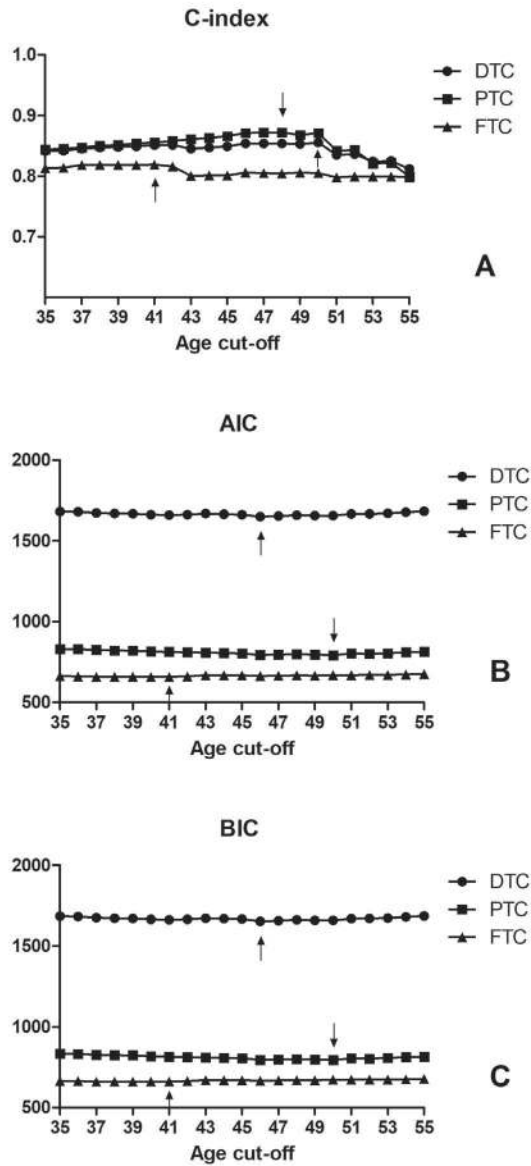 C-index
1.0
0.9
0.8
0.7
35 37 39 41 43 45 47 49 51 53 55
Age cut-off
DTC
PTC
FTC
A
AIC
2000
1500
1000
500
35 37 39 41 43 45 47 49 51 53 55
Age cut-off
DTC
PTC
FTC
B
BIC
2000
1500
1000
500
35 37 39 41 43 45 47 49 51 53 55
Age cut-off
DTC
PTC
FTC
C